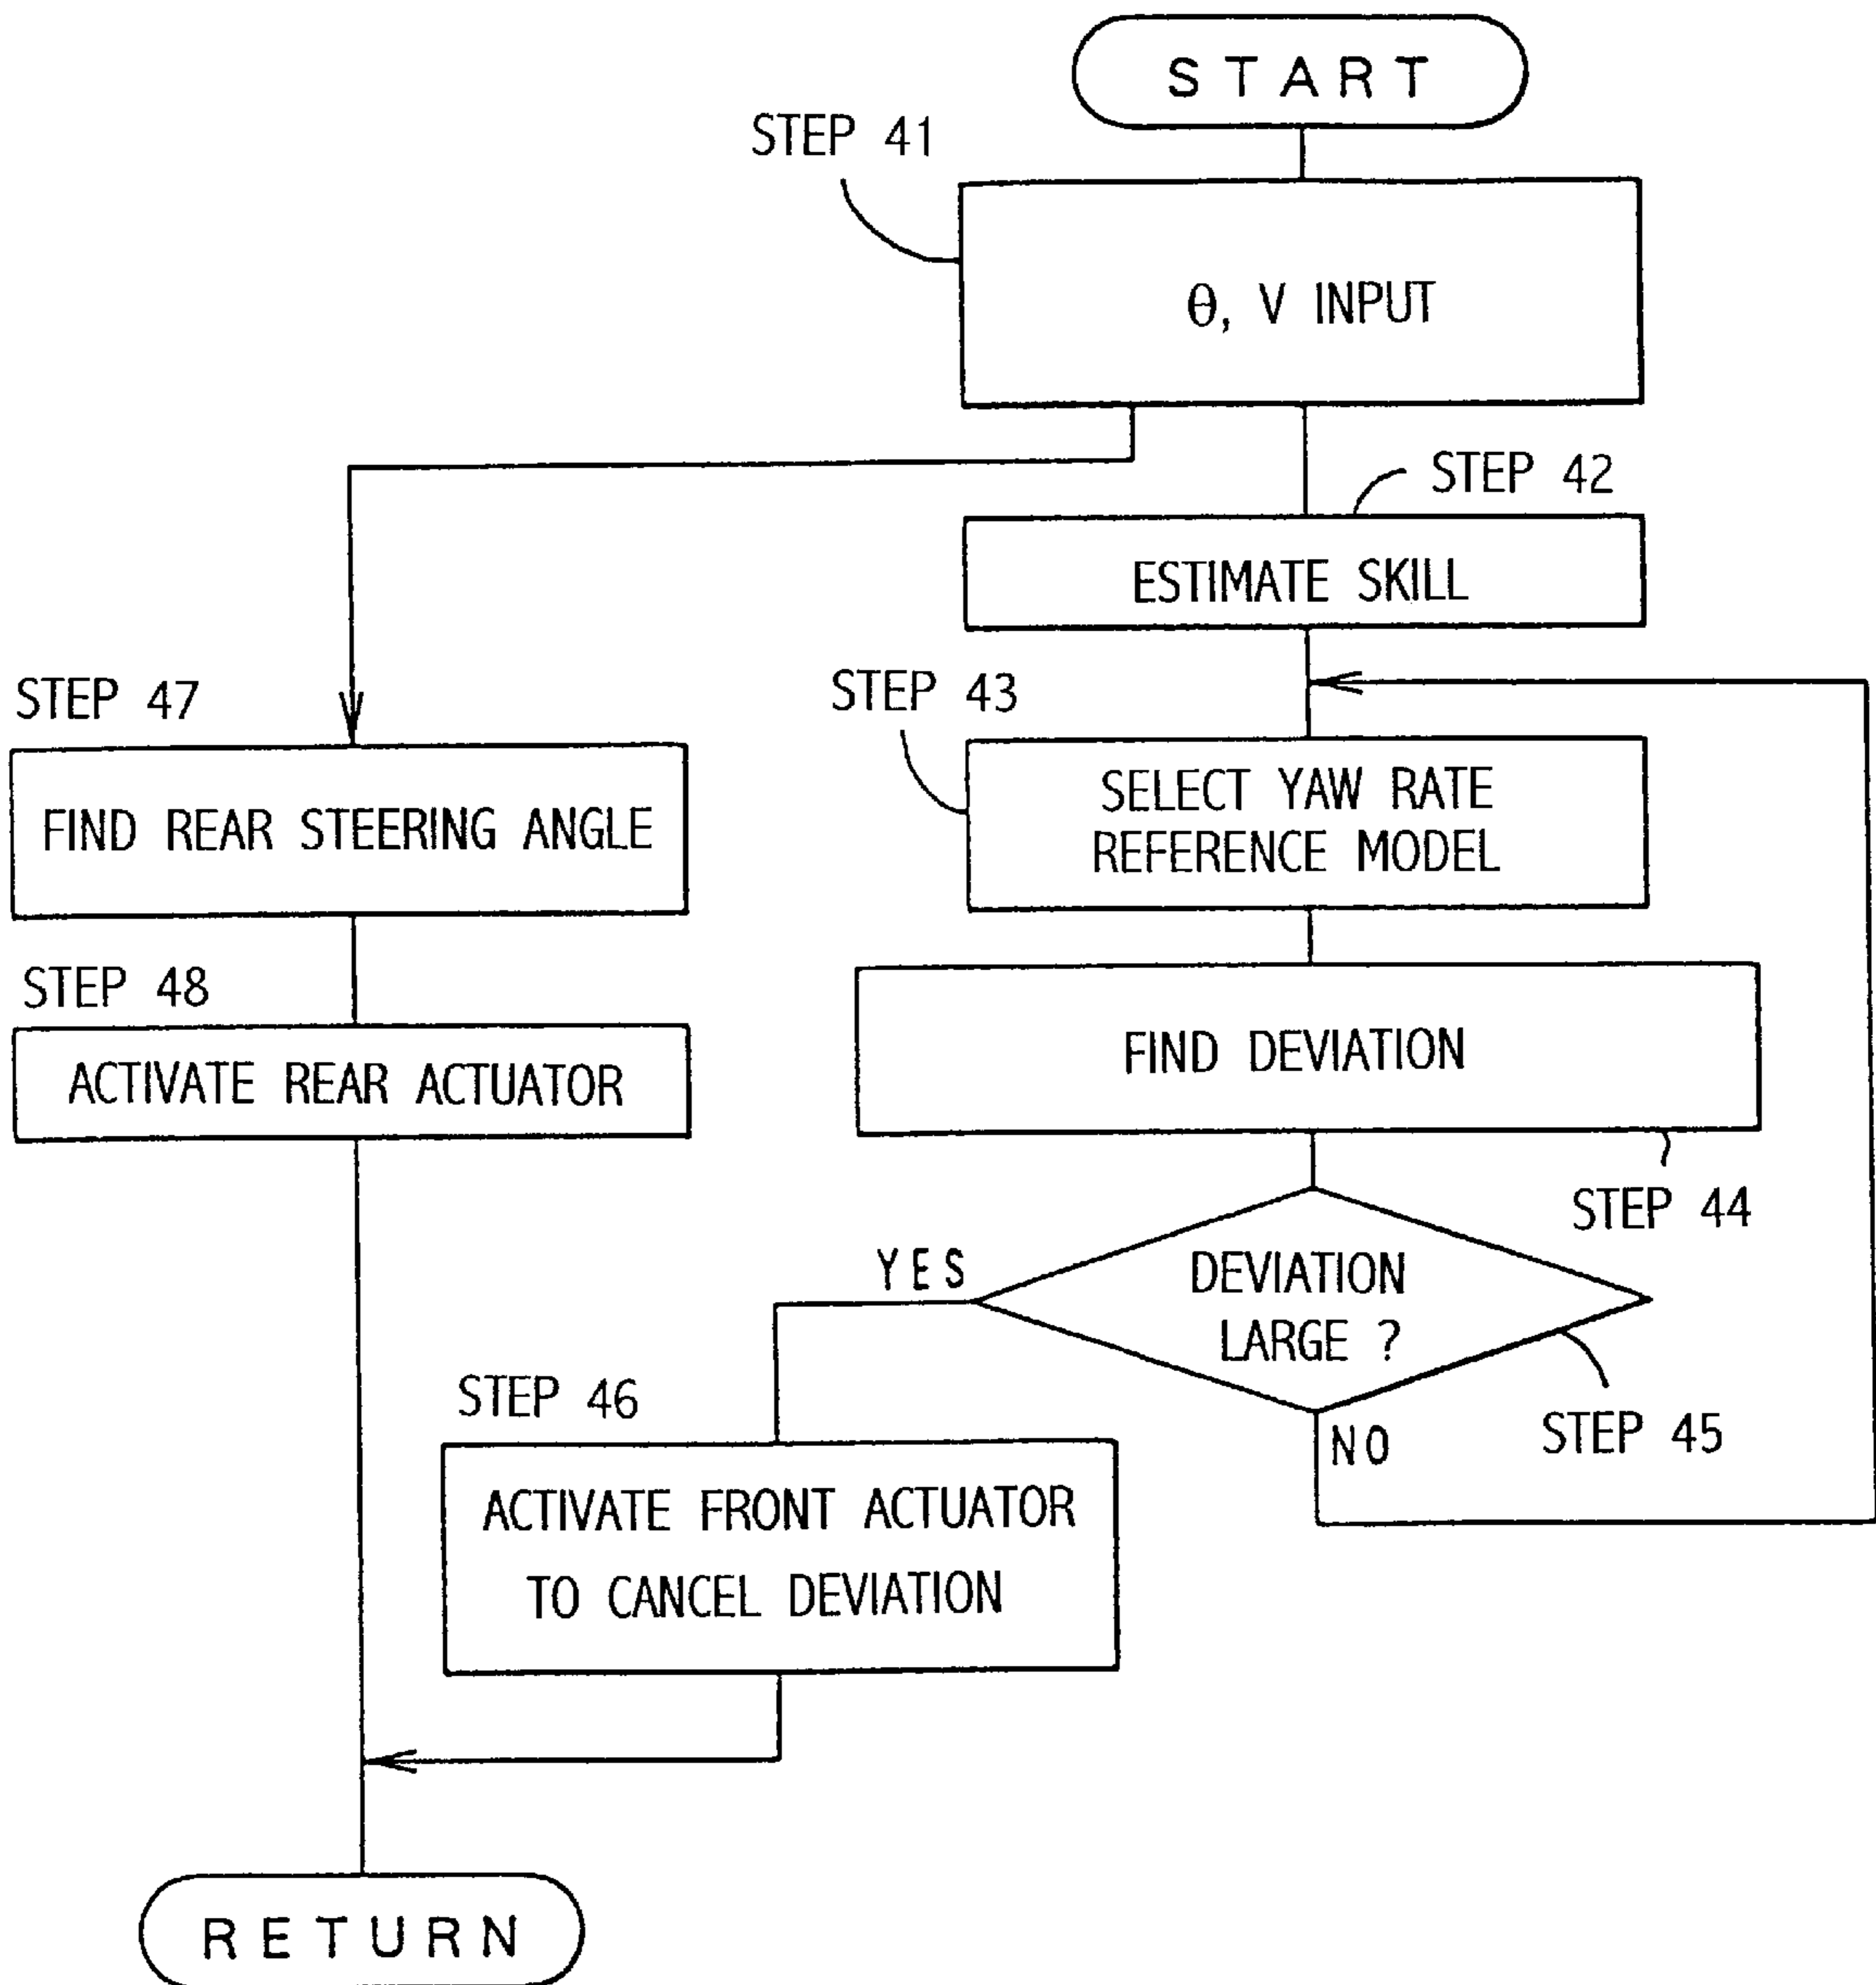 START
STEP 41
θ, V INPUT
STEP 42
ESTIMATE SKILL
STEP 47
STEP 43
FIND REAR STEERING ANGLE
SELECT YAW RATE
REFERENCE MODEL
STEP 48
ACTIVATE REAR ACTUATOR
FIND DEVIATION
STEP 44
YES
DEVIATION
LARGE ?
STEP 46
NO
STEP 45
ACTIVATE FRONT ACTUATOR
TO CANCEL DEVIATION
RETURN